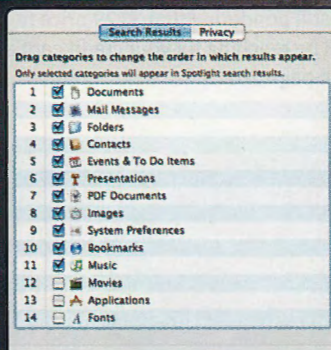 Search Results Privacy
Drag categories to change the order in which results appear.
Only selected categories will appear in Spotlight search results.
1 Documents
2 Mail Messages
3 Folders
4 Contacts
5 Events & To Do Items
6 Presentations
7 PDF Documents
8 Images
9 System Preferences
10 Bookmarks
11 Music
12 Movies
13 Applications
14 Fonts